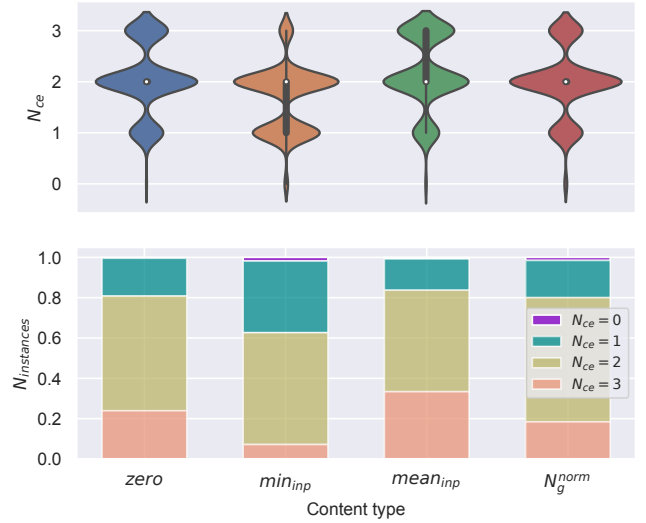 3
2
1
0
N_ce
1.0
0.8
0.6
0.4
0.2
0.0
N_instances
N_ce = 0
N_ce = 1
N_ce = 2
N_ce = 3
zero min_inp mean_inp N_g^norm
Content type